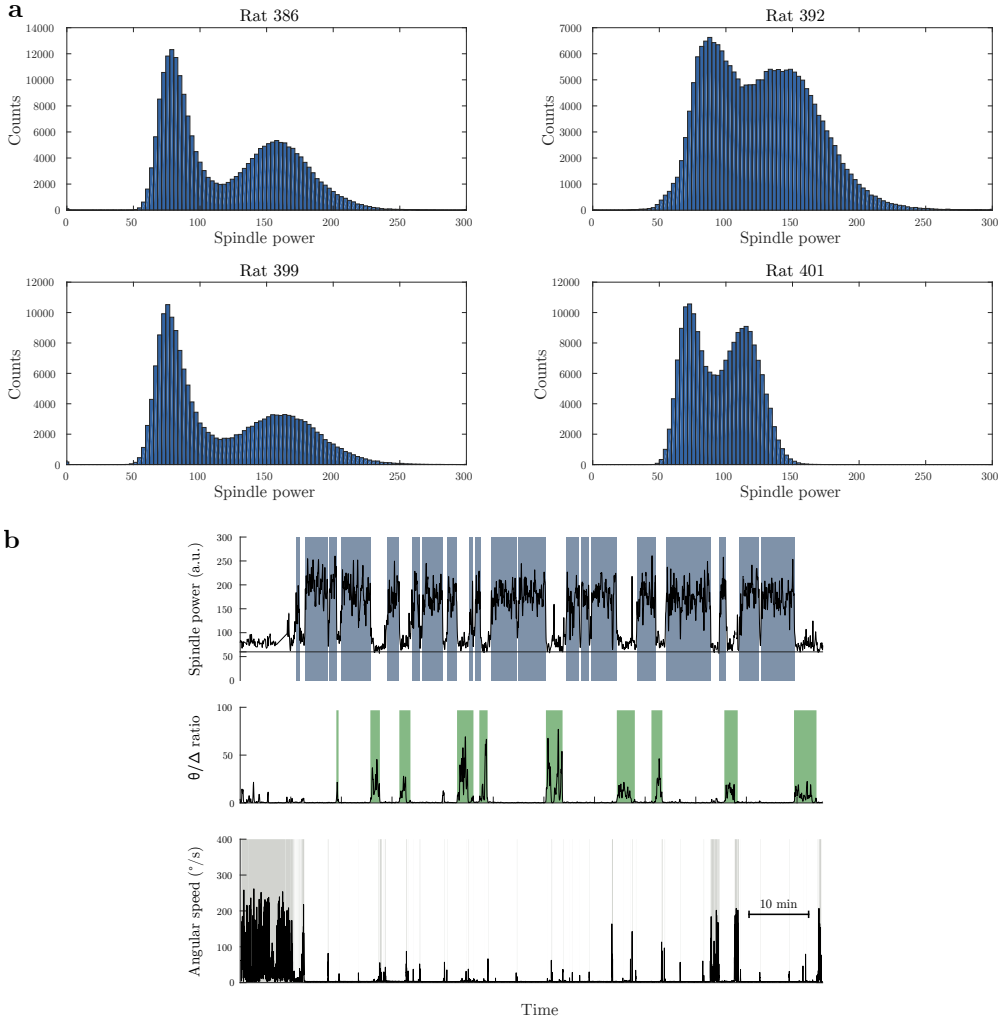 a
Rat 386
14000
12000
10000
8000
6000
4000
2000
0
Counts
0 50 100 150 200 250 300
Spindle power
Rat 392
7000
6000
5000
4000
3000
2000
1000
0
Counts
0 50 100 150 200 250 300
Spindle power
Rat 399
12000
10000
8000
6000
4000
2000
0
Counts
0 50 100 150 200 250 300
Spindle power
Rat 401
12000
10000
8000
6000
4000
2000
0
Counts
0 50 100 150 200 250 300
Spindle power
b
300
250
200
150
100
50
0
Spindle power (a.u.)
100
50
0
θ/Δ ratio
400
300
200
100
0
Angular speed (°/s)
10 min
Time